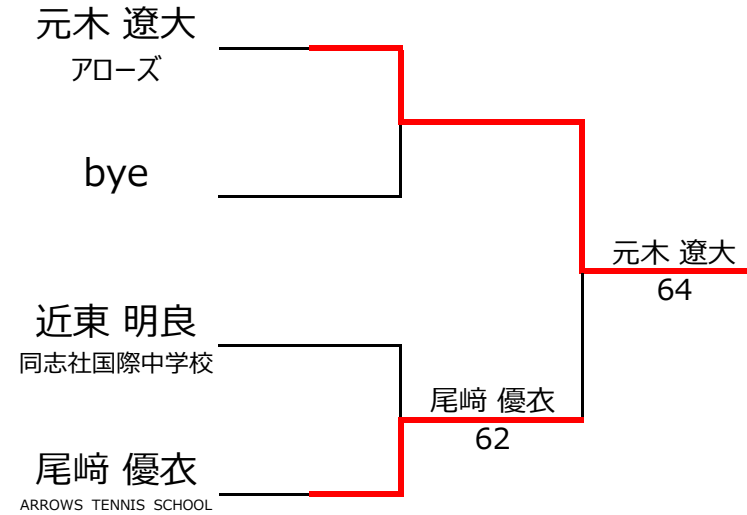 元木 遼大
アローズ
bye
近東 明良
同志社国際中学校
尾﨑 優衣
ARROWS TENNIS SCHOOL
尾﨑 優衣
62
元木 遼大
64